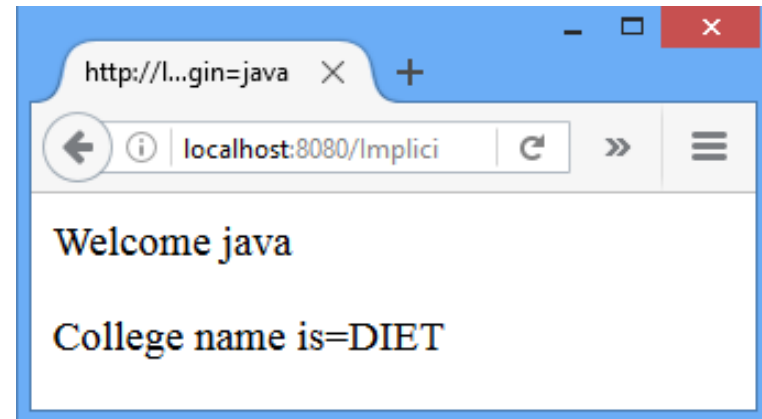 http://l...gin=java
localhost:8080/Implici
Welcome java
College name is=DIET